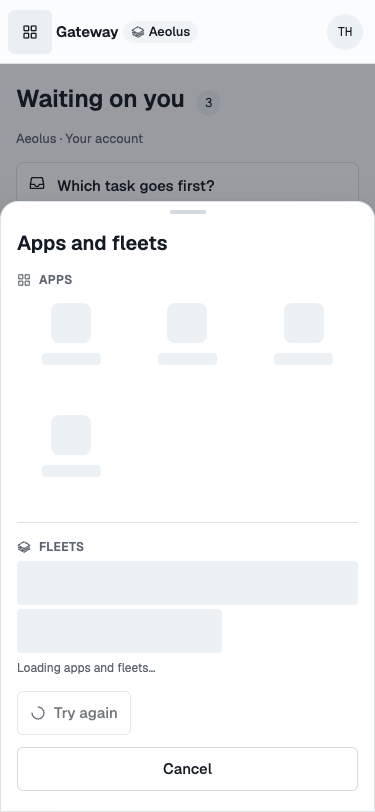 Gateway Aeolus TH
Waiting on you 3
Aeolus · Your account
Which task goes first?
Apps and fleets
APPS
FLEETS
Loading apps and fleets...
Try again
Cancel